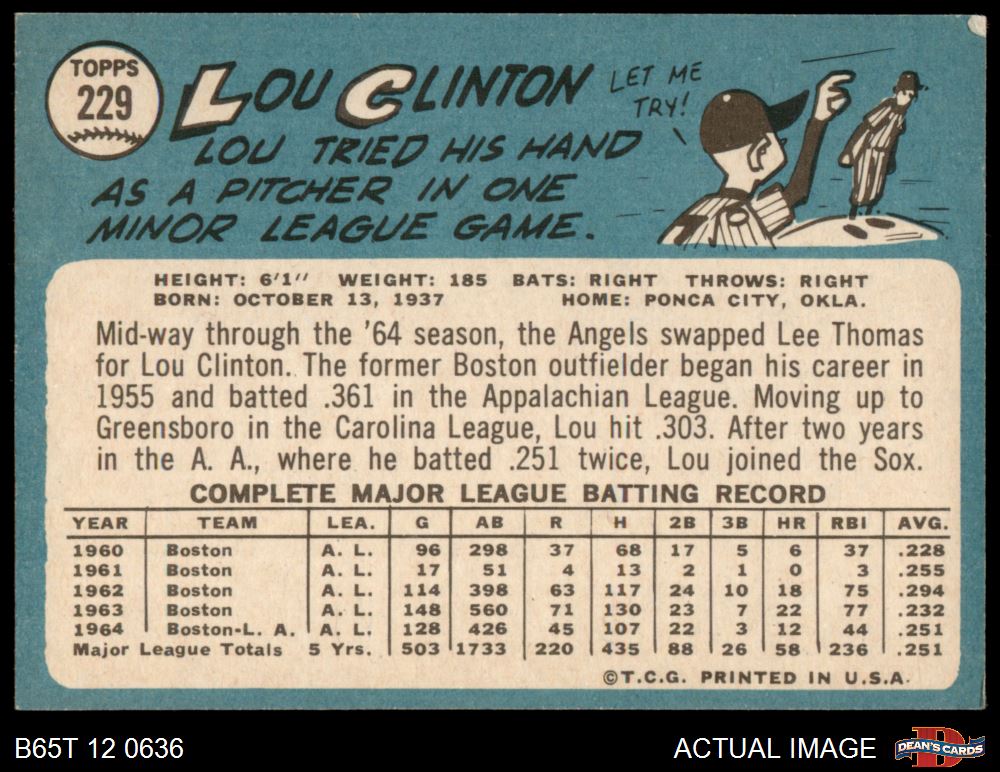 TOPPS
229
LOU CLINTON
LET ME
TRY!
LOU TRIED HIS HAND
AS A PITCHER IN ONE
MINOR LEAGUE GAME.
HEIGHT: 6'1" WEIGHT: 185 BATS: RIGHT THROWS: RIGHT
BORN: OCTOBER 13, 1937 HOME: PONCA CITY, OKLA.
Mid-way through the '64 season, the Angels swapped Lee Thomas
for Lou Clinton. The former Boston outfielder began his career in
1955 and batted .361 in the Appalachian League. Moving up to
Greensboro in the Carolina League, Lou hit .303. After two years
in the A. A., where he batted .251 twice, Lou joined the Sox.
COMPLETE MAJOR LEAGUE BATTING RECORD
YEAR TEAM LEA. G AB R H 2B 3B HR RBI AVG.
1960 Boston A. L. 96 298 37 68 17 5 6 37 .228
1961 Boston A. L. 17 51 4 13 2 1 0 3 .255
1962 Boston A. L. 114 398 63 117 24 10 18 75 .294
1963 Boston A. L. 148 560 71 130 23 7 22 77 .232
1964 Boston-L. A. A. L. 128 426 45 107 22 3 12 44 .251
Major League Totals 5 Yrs. 503 1733 220 435 88 26 58 236 .251
©T.C.G. PRINTED IN U.S.A.
B65T 12 0636 ACTUAL IMAGE DEAN'S CARDS